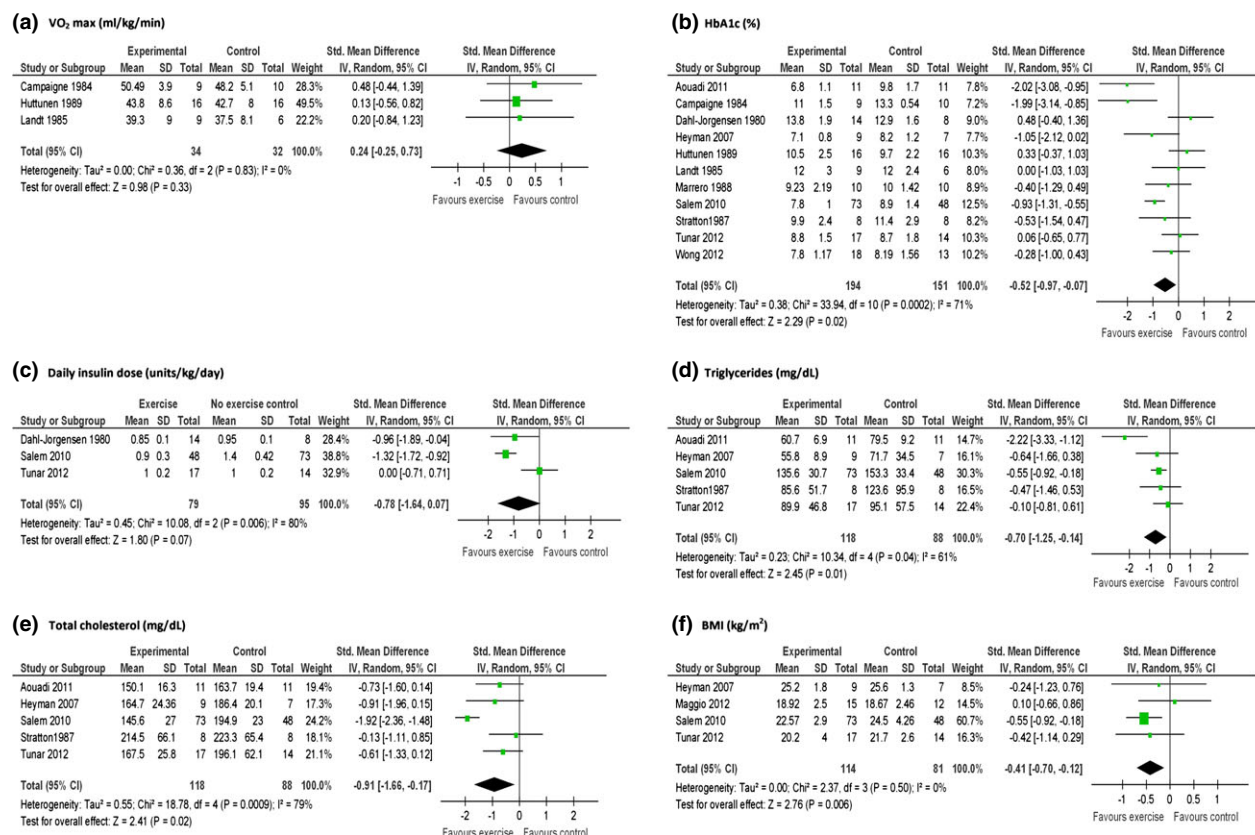 (a) VO₂ max (ml/kg/min)
Experimental Control Std. Mean Difference Std. Mean Difference
Study or Subgroup Mean SD Total Mean SD Total Weight IV, Random, 95% CI IV, Random, 95% CI
Campaigne 1984 50.49 3.9 9 48.2 5.1 10 28.3% 0.48 [-0.44, 1.39]
Huttunen 1989 43.8 8.6 16 42.7 8 16 49.5% 0.13 [-0.56, 0.82]
Landt 1985 39.3 9 9 37.5 8.1 6 22.2% 0.20 [-0.84, 1.23]
Total (95% CI) 34 32 100.0% 0.24 [-0.25, 0.73]
Heterogeneity: Tau² = 0.00; Chi² = 0.36, df = 2 (P = 0.83); I² = 0%
Test for overall effect: Z = 0.98 (P = 0.33)
-1 -0.5 0 0.5 1
Favours exercise Favours control
(b) HbA1c (%)
Experimental Control Std. Mean Difference Std. Mean Difference
Study or Subgroup Mean SD Total Mean SD Total Weight IV, Random, 95% CI IV, Random, 95% CI
Aouadi 2011 6.8 1.1 11 9.8 1.7 11 7.8% -2.02 [-3.08, -0.95]
Campaigne 1984 11 1.5 9 13.3 0.54 10 7.2% -1.99 [-3.14, -0.85]
Dahl-Jorgensen 1980 13.8 1.9 14 12.9 1.6 8 9.0% 0.48 [-0.40, 1.36]
Heyman 2007 7.1 0.8 9 8.2 1.2 7 7.7% -1.05 [-2.12, 0.02]
Huttunen 1989 10.5 2.5 16 9.7 2.2 16 10.4% 0.33 [-0.37, 1.03]
Landt 1985 12 3 9 12 2.4 6 8.0% 0.00 [-1.03, 1.03]
Marrero 1988 9.23 2.19 10 10 1.42 10 8.9% -0.40 [-1.29, 0.49]
Salem 2010 7.8 1 73 8.9 1.4 48 12.5% -0.93 [-1.31, -0.55]
Stratton1987 9.9 2.4 8 11.4 2.9 8 8.2% -0.53 [-1.54, 0.47]
Tunar 2012 8.8 1.5 17 8.7 1.8 14 10.3% 0.06 [-0.65, 0.77]
Wong 2012 7.8 1.17 18 8.19 1.56 13 10.2% -0.28 [-1.00, 0.43]
Total (95% CI) 194 151 100.0% -0.52 [-0.97, -0.07]
Heterogeneity: Tau² = 0.38; Chi² = 33.94, df = 10 (P = 0.0002); I² = 71%
Test for overall effect: Z = 2.29 (P = 0.02)
-2 -1 0 1 2
Favours exercise Favours control
(c) Daily insulin dose (units/kg/day)
Exercise No exercise control Std. Mean Difference Std. Mean Difference
Study or Subgroup Mean SD Total Mean SD Total Weight IV, Random, 95% CI IV, Random, 95% CI
Dahl-Jorgensen 1980 0.85 0.1 14 0.95 0.1 8 28.4% -0.96 [-1.89, -0.04]
Salem 2010 0.9 0.3 48 1.4 0.42 73 38.8% -1.32 [-1.72, -0.92]
Tunar 2012 1 0.2 17 1 0.2 14 32.9% 0.00 [-0.71, 0.71]
Total (95% CI) 79 95 100.0% -0.78 [-1.64, 0.07]
Heterogeneity: Tau² = 0.45; Chi² = 10.08, df = 2 (P = 0.006); I² = 80%
Test for overall effect: Z = 1.80 (P = 0.07)
-2 -1 0 1 2
Favours exercise Favours control
(d) Triglycerides (mg/dL)
Experimental Control Std. Mean Difference Std. Mean Difference
Study or Subgroup Mean SD Total Mean SD Total Weight IV, Random, 95% CI IV, Random, 95% CI
Aouadi 2011 60.7 6.9 11 79.5 9.2 11 14.7% -2.22 [-3.33, -1.12]
Heyman 2007 55.8 8.9 9 71.7 34.5 7 16.1% -0.64 [-1.66, 0.38]
Salem 2010 135.6 30.7 73 153.3 33.4 48 30.3% -0.55 [-0.92, -0.18]
Stratton1987 85.6 51.7 8 123.6 95.9 8 16.5% -0.47 [-1.46, 0.53]
Tunar 2012 89.9 46.8 17 95.1 57.5 14 22.4% -0.10 [-0.81, 0.61]
Total (95% CI) 118 88 100.0% -0.70 [-1.25, -0.14]
Heterogeneity: Tau² = 0.23; Chi² = 10.34, df = 4 (P = 0.04); I² = 61%
Test for overall effect: Z = 2.45 (P = 0.01)
-2 -1 0 1 2
Favours exercise Favours control
(e) Total cholesterol (mg/dL)
Experimental Control Std. Mean Difference Std. Mean Difference
Study or Subgroup Mean SD Total Mean SD Total Weight IV, Random, 95% CI IV, Random, 95% CI
Aouadi 2011 150.1 16.3 11 163.7 19.4 11 19.4% -0.73 [-1.60, 0.14]
Heyman 2007 164.7 24.36 9 186.4 20.1 7 17.7% -0.91 [-1.96, 0.15]
Salem 2010 145.6 27 73 194.9 23 48 24.2% -1.92 [-2.36, -1.48]
Stratton1987 214.5 66.1 8 223.3 65.4 8 18.1% -0.13 [-1.11, 0.85]
Tunar 2012 167.5 25.8 17 196.1 62.1 14 20.7% -0.61 [-1.33, 0.12]
Total (95% CI) 118 88 100.0% -0.91 [-1.66, -0.17]
Heterogeneity: Tau² = 0.55; Chi² = 18.78, df = 4 (P = 0.0009); I² = 79%
Test for overall effect: Z = 2.41 (P = 0.02)
-2 -1 0 1 2
Favours exercise Favours control
(f) BMI (kg/m²)
Experimental Control Std. Mean Difference Std. Mean Difference
Study or Subgroup Mean SD Total Mean SD Total Weight IV, Random, 95% CI IV, Random, 95% CI
Heyman 2007 25.2 1.8 9 25.6 1.3 7 8.5% -0.24 [-1.23, 0.76]
Maggio 2012 18.92 2.5 15 18.67 2.46 12 16.4% 0.10 [-0.66, 0.86]
Salem 2010 22.57 2.9 73 24.5 4.26 48 60.7% -0.55 [-0.92, -0.18]
Tunar 2012 20.2 4 17 21.7 2.6 14 14.4% -0.42 [-1.14, 0.29]
Total (95% CI) 114 81 100.0% -0.41 [-0.70, -0.12]
Heterogeneity: Tau² = 0.00; Chi² = 2.37, df = 3 (P = 0.50); I² = 0%
Test for overall effect: Z = 2.76 (P = 0.006)
-1 -0.5 0 0.5 1
Favours exercise Favours control